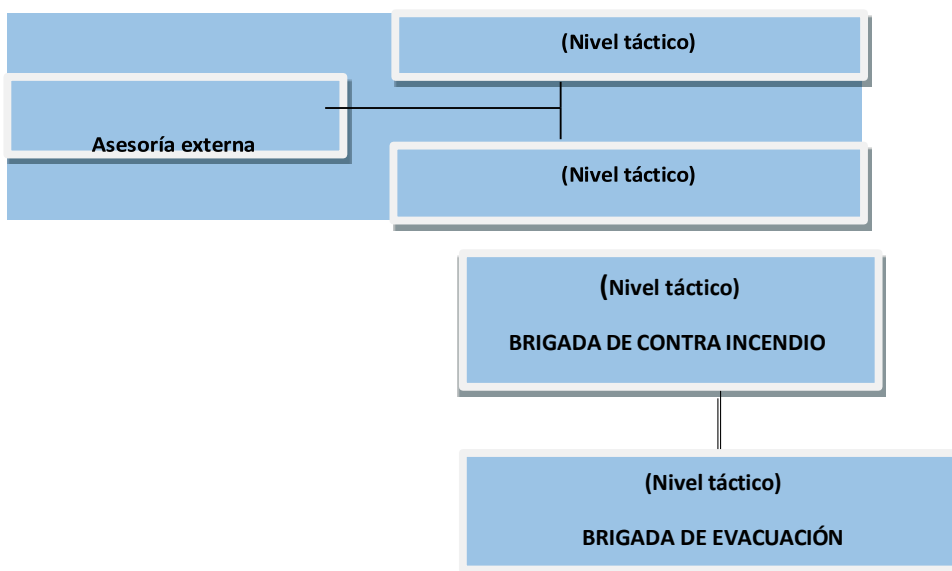 (Nivel táctico)
Asesoría externa
(Nivel táctico)
(Nivel táctico)
BRIGADA DE CONTRA INCENDIO
(Nivel táctico)
BRIGADA DE EVACUACIÓN